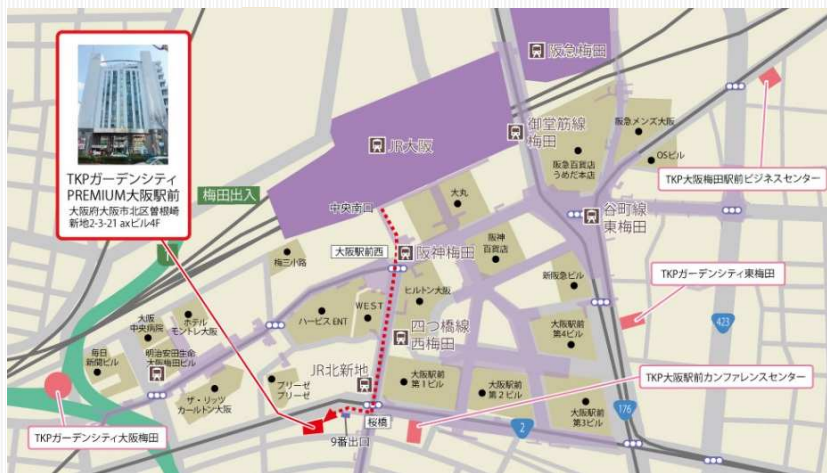 TKPガーデンシティ
PREMIUM大阪駅前
大阪府大阪市北区曽根崎
新地2-3-21 axビル4F
梅田出入
1
阪急梅田
JR大阪
御堂筋線
梅田
阪急メンズ大阪
OSビル
阪急百貨店
うめだ本店
TKP大阪梅田駅前ビジネスセンター
中央南口
大丸
谷町線
東梅田
大阪駅前西
阪神梅田
阪神
百貨店
梅三小路
新阪急ビル
TKPガーデンシティ東梅田
ヒルトン大阪
WEST
ハービス ENT
大阪
中央病院
ホテル
モントレ大阪
四つ橋線
西梅田
大阪駅前
第4ビル
423
毎日
新聞ビル
明治安田生命
大阪梅田ビル
JR北新地
ブリーゼ
ブリーゼ
大阪駅前
第1ビル
大阪駅前
第2ビル
TKP大阪駅前カンファレンスセンター
ザ・リッツ
カールトン大阪
大阪駅前
第3ビル
176
桜橋
2
TKPガーデンシティ大阪梅田
9番出口